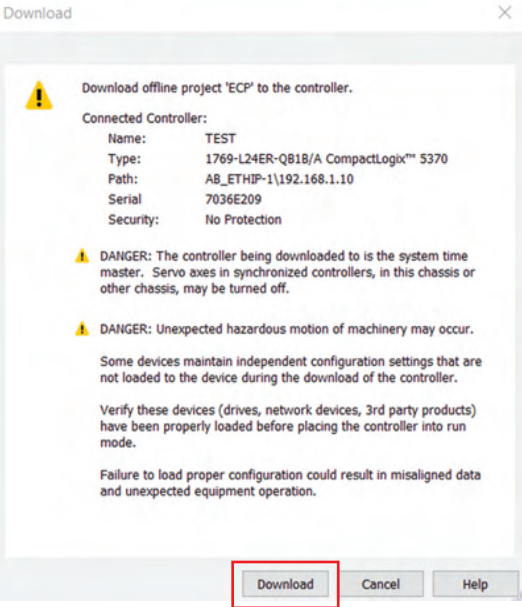 Download
Download offline project 'ECP' to the controller.
Connected Controller:
Name: TEST
Type: 1769-L24ER-QB1B/A CompactLogix™ 5370
Path: AB_ETHIP-1\192.168.1.10
Serial 7036E209
Security: No Protection
DANGER: The controller being downloaded to is the system time
master. Servo axes in synchronized controllers, in this chassis or
other chassis, may be turned off.
DANGER: Unexpected hazardous motion of machinery may occur.
Some devices maintain independent configuration settings that are
not loaded to the device during the download of the controller.
Verify these devices (drives, network devices, 3rd party products)
have been properly loaded before placing the controller into run
mode.
Failure to load proper configuration could result in misaligned data
and unexpected equipment operation.
Download Cancel Help